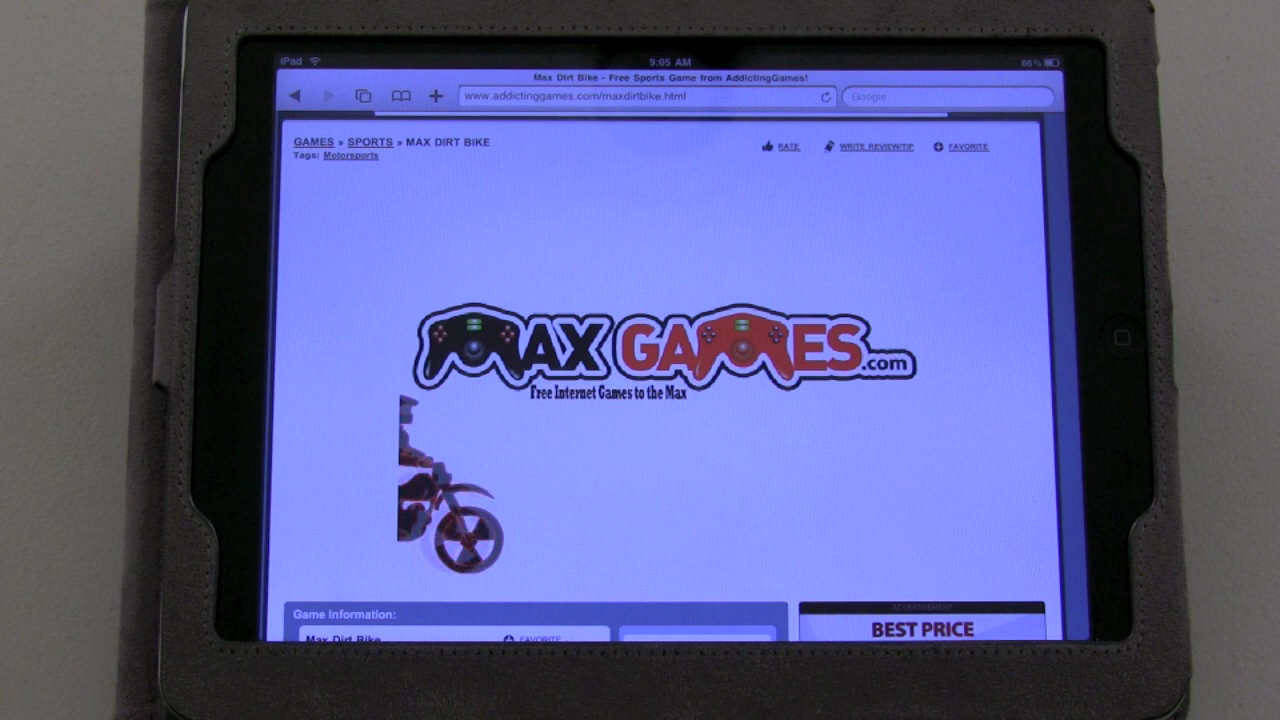 iPad 9:05 AM 66%
Max Dirt Bike - Free Sports Game from AddictingGames!
www.addictinggames.com/maxdirtbike.html Google
GAMES » SPORTS » MAX DIRT BIKE RATE WRITE REVIEW/TIP FAVORITE
Tags: Motorsports
MAX GAMES.com
Free Internet Games to the Max
Game Information: ADVERTISEMENT
BEST PRICE
Max Dirt Bike FAVORITE